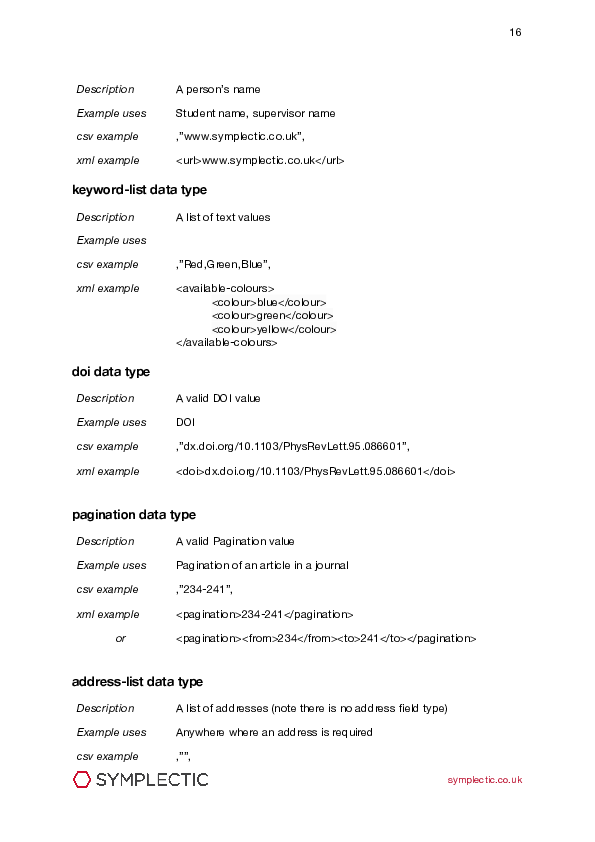 16
Description A person's name
Example uses Student name, supervisor name
csv example ,"www.symplectic.co.uk",
xml example <url>www.symplectic.co.uk</url>
keyword-list data type
Description A list of text values
Example uses
csv example ,"Red,Green,Blue",
xml example <available-colours>
<colour>blue</colour>
<colour>green</colour>
<colour>yellow</colour>
</available-colours>
doi data type
Description A valid DOI value
Example uses DOI
csv example ,"dx.doi.org/10.1103/PhysRevLett.95.086601",
xml example <doi>dx.doi.org/10.1103/PhysRevLett.95.086601</doi>
pagination data type
Description A valid Pagination value
Example uses Pagination of an article in a journal
csv example ,"234-241",
xml example <pagination>234-241</pagination>
or <pagination><from>234</from><to>241</to></pagination>
address-list data type
Description A list of addresses (note there is no address field type)
Example uses Anywhere where an address is required
csv example ,"",
SYMPLECTIC symplectic.co.uk